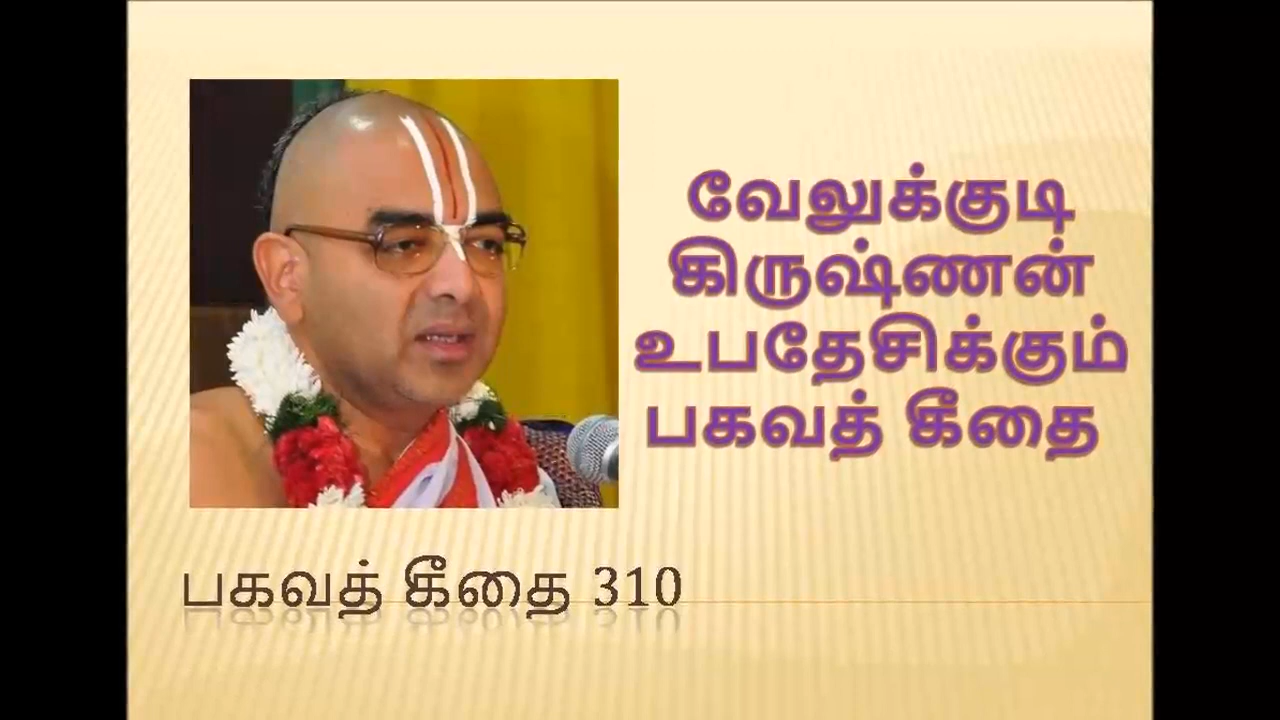 வேலுக்குடி
கிருஷ்ணன்
உபதேசிக்கும்
பகவத் கீதை
பகவத் கீதை 310